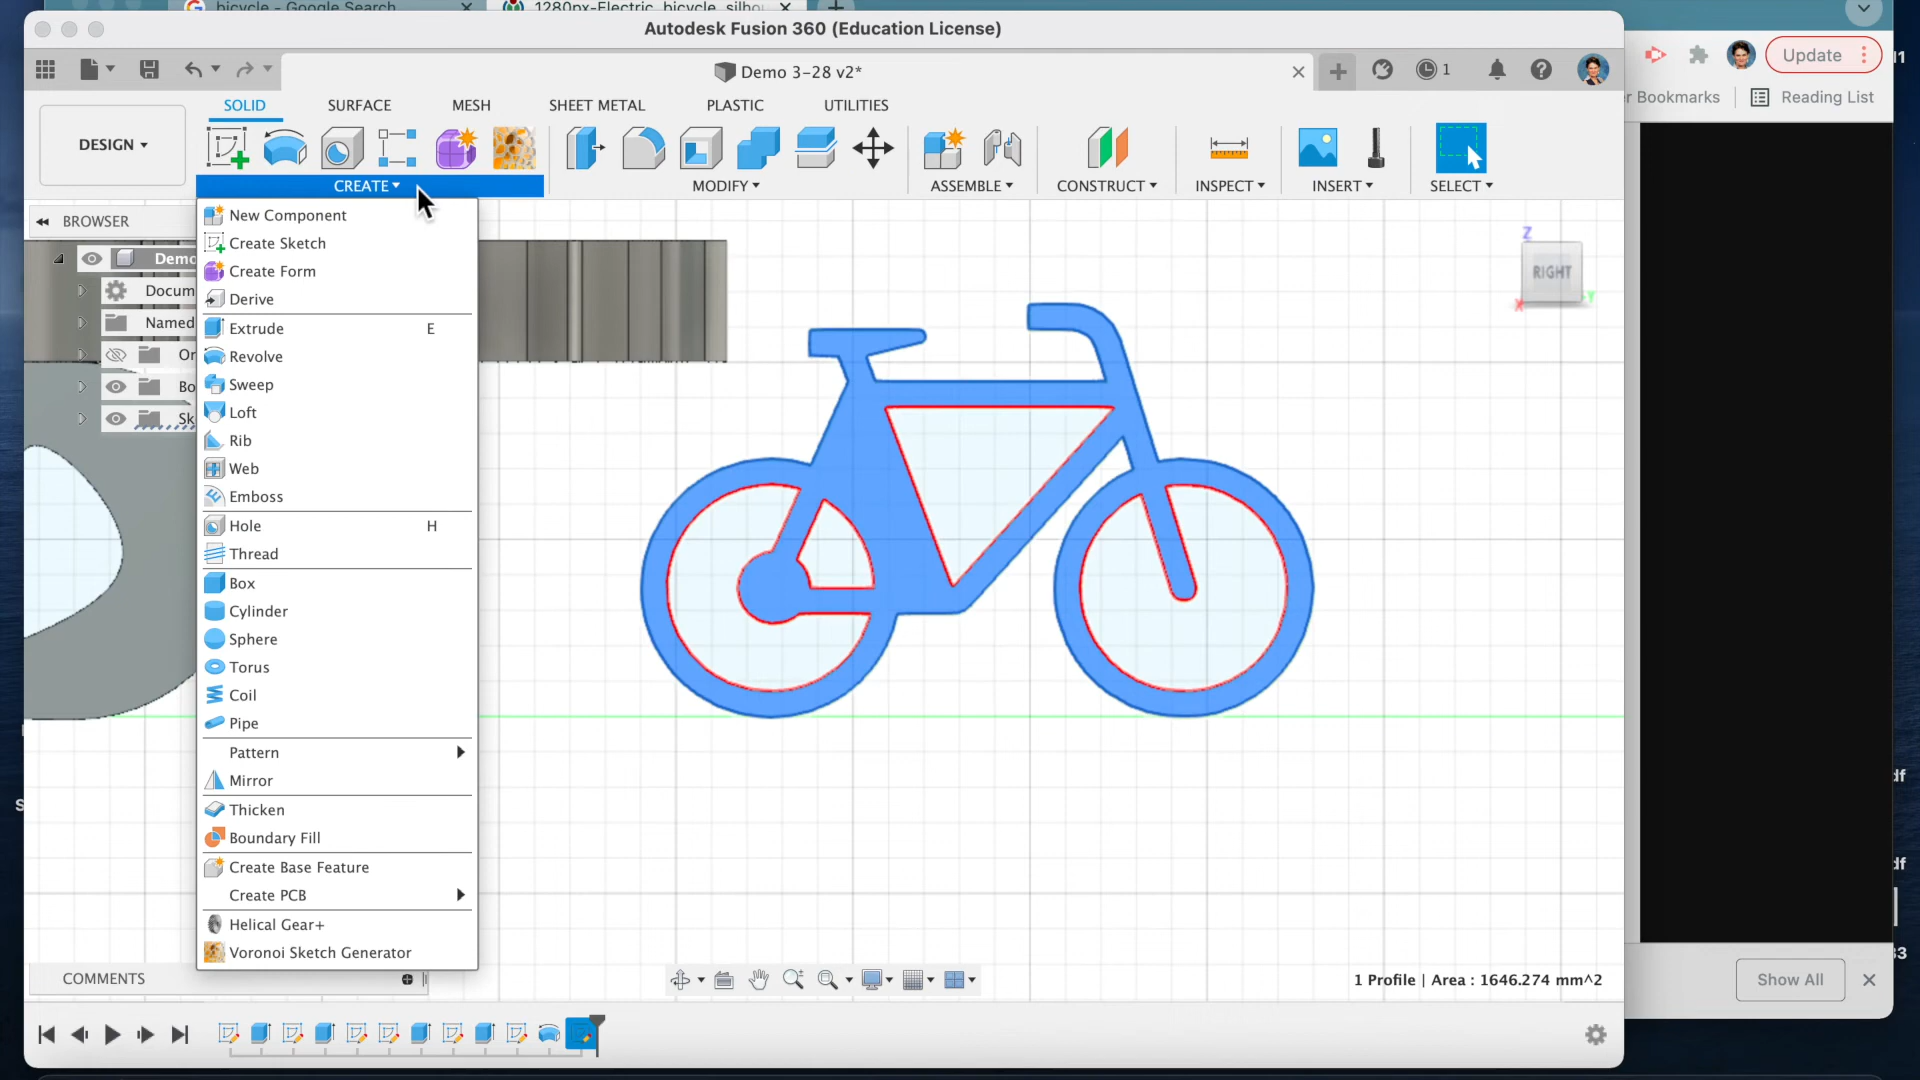 bicycle - Google Search
1280px-Electric_bicycle_silho
Autodesk Fusion 360 (Education License)
Update
Demo 3-28 v2*
1
r Bookmarks
Reading List
DESIGN
SOLID
SURFACE
MESH
SHEET METAL
PLASTIC
UTILITIES
CREATE
MODIFY
ASSEMBLE
CONSTRUCT
INSPECT
INSERT
SELECT
BROWSER
Demo
Docum
Named
Or
Bo
Sk
New Component
Create Sketch
Create Form
Derive
Extrude E
Revolve
Sweep
Loft
Rib
Web
Emboss
Hole H
Thread
Box
Cylinder
Sphere
Torus
Coil
Pipe
Pattern
Mirror
Thicken
Boundary Fill
Create Base Feature
Create PCB
Helical Gear+
Voronoi Sketch Generator
Z
RIGHT
X
Y
COMMENTS
1 Profile | Area : 1646.274 mm^2
Show All